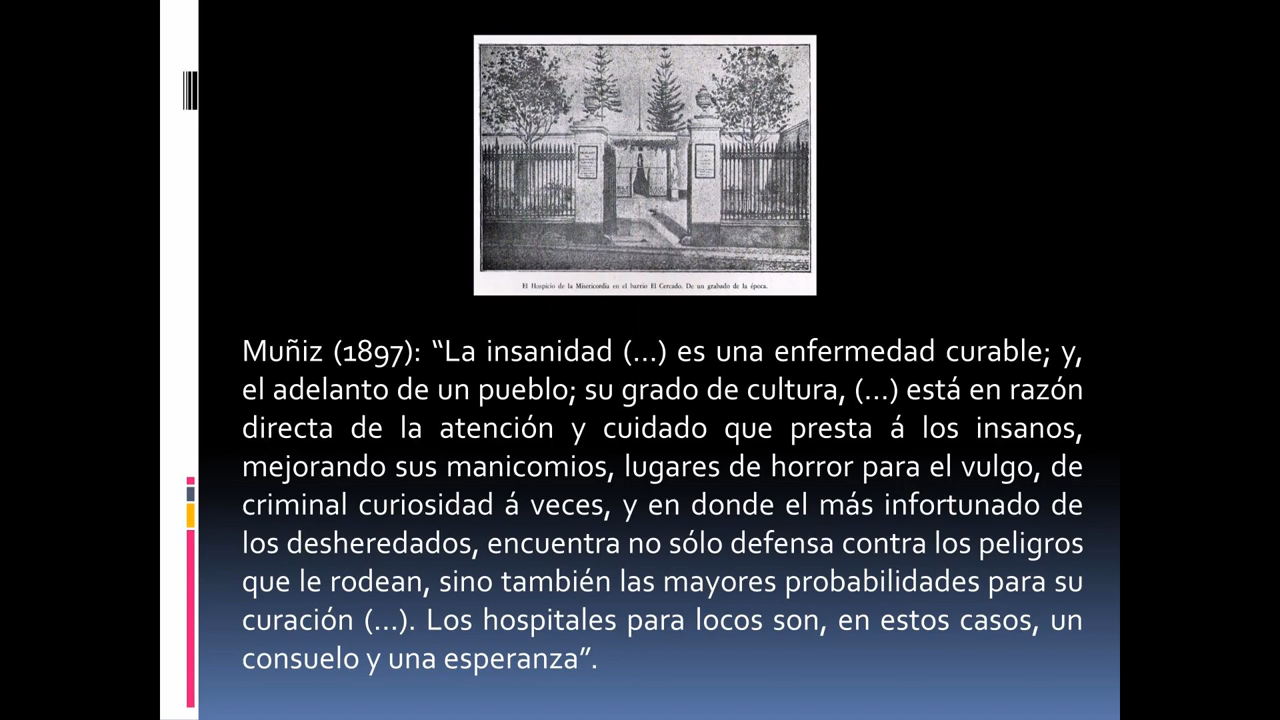 El Hospicio de la Misericordia en el barrio El Cercado. De un grabado de la época.
Muñiz (1897): “La insanidad (...) es una enfermedad curable; y,
el adelanto de un pueblo; su grado de cultura, (...) está en razón
directa de la atención y cuidado que presta á los insanos,
mejorando sus manicomios, lugares de horror para el vulgo, de
criminal curiosidad á veces, y en donde el más infortunado de
los desheredados, encuentra no sólo defensa contra los peligros
que le rodean, sino también las mayores probabilidades para su
curación (...). Los hospitales para locos son, en estos casos, un
consuelo y una esperanza”.